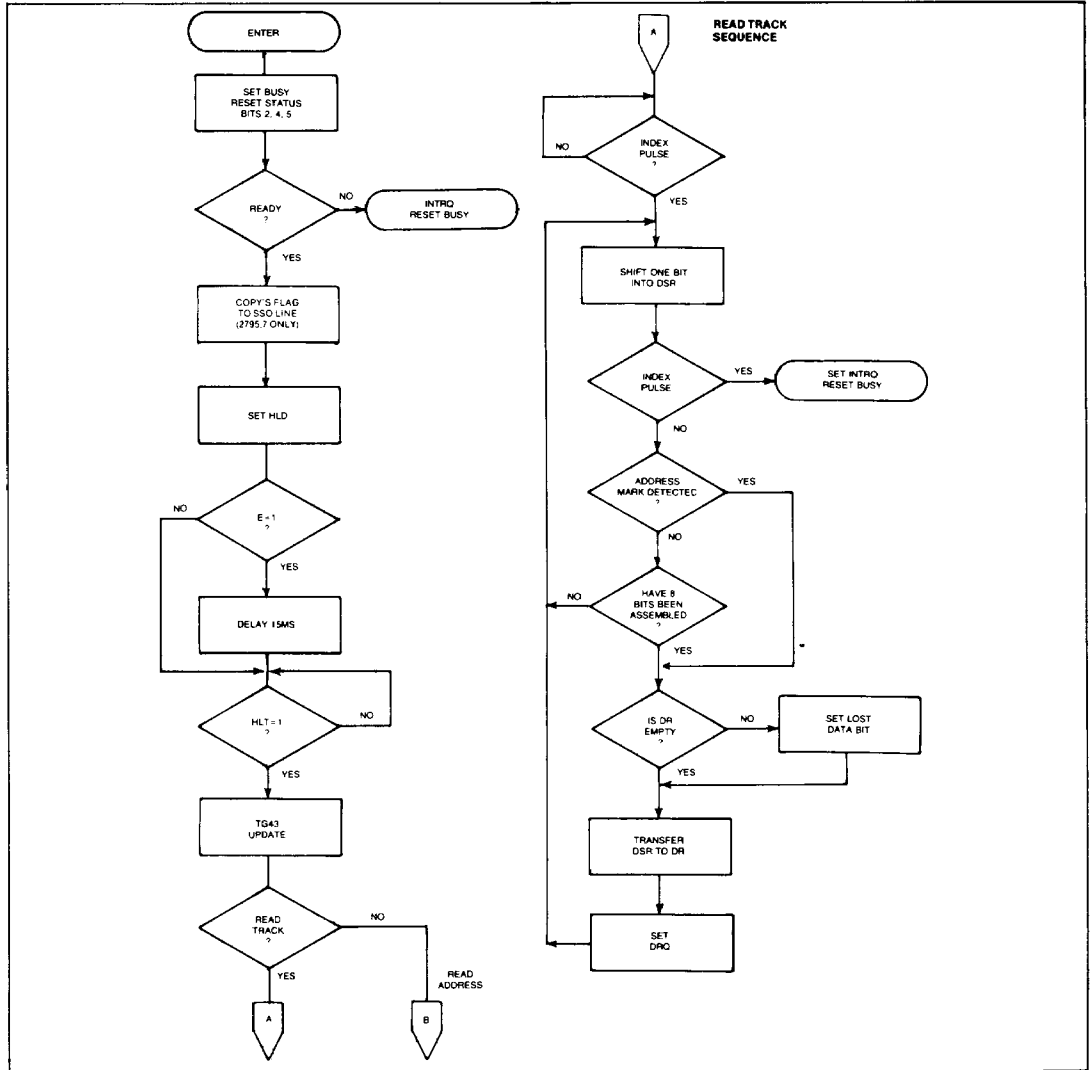 ENTER
SET BUSY
RESET STATUS
BITS 2, 4, 5
READY
?
NO
INTRQ
RESET BUSY
YES
COPY'S FLAG
TO SSO LINE
(2795,7 ONLY)
SET HLD
NO
E=1
?
YES
DELAY 15MS
HLT=1
?
NO
YES
TG43
UPDATE
READ
TRACK
?
NO
YES
READ
ADDRESS
A
B
A
READ TRACK
SEQUENCE
NO
INDEX
PULSE
?
YES
SHIFT ONE BIT
INTO DSR
INDEX
PULSE
YES
SET INTRQ
RESET BUSY
NO
ADDRESS
MARK DETECTED
?
YES
NO
NO
HAVE 8
BITS BEEN
ASSEMBLED
?
YES
IS DR
EMPTY
?
NO
SET LOST
DATA BIT
YES
TRANSFER
DSR TO DR
SET
DRQ